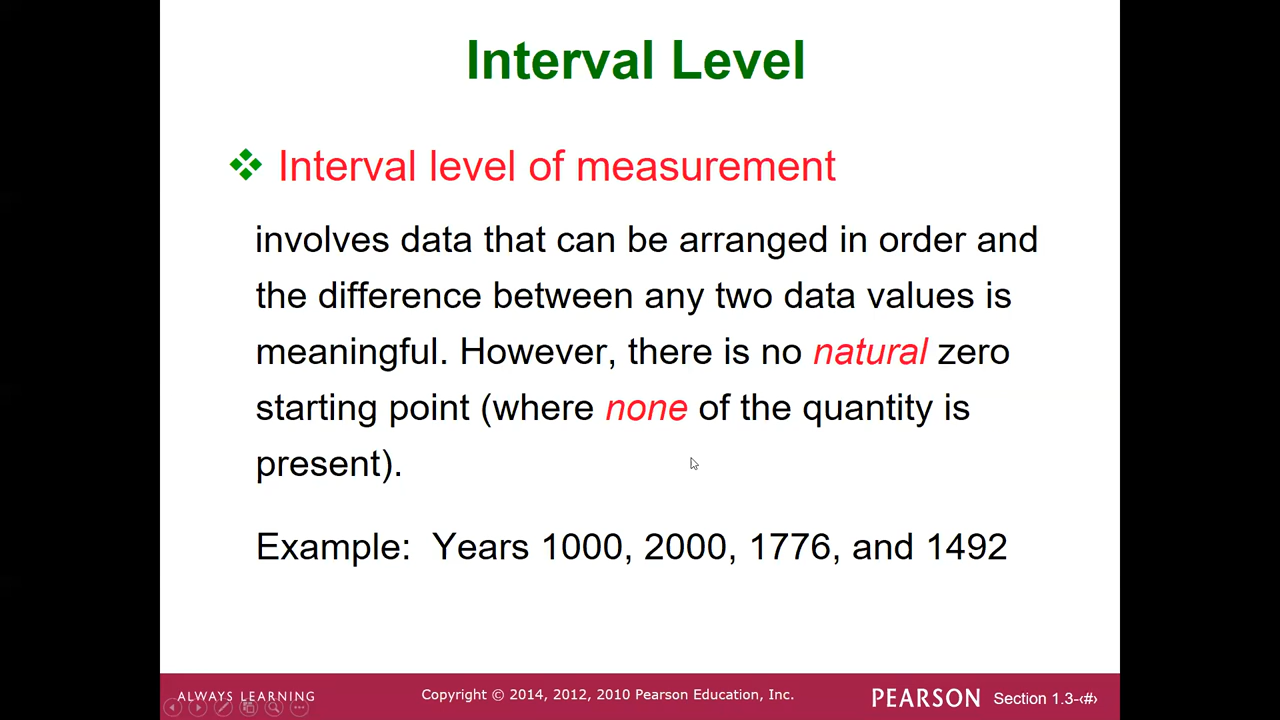 Interval Level
Interval level of measurement
involves data that can be arranged in order and
the difference between any two data values is
meaningful. However, there is no natural zero
starting point (where none of the quantity is
present).
Example: Years 1000, 2000, 1776, and 1492
ALWAYS LEARNING
Copyright © 2014, 2012, 2010 Pearson Education, Inc.
PEARSON
Section 1.3-‹#›